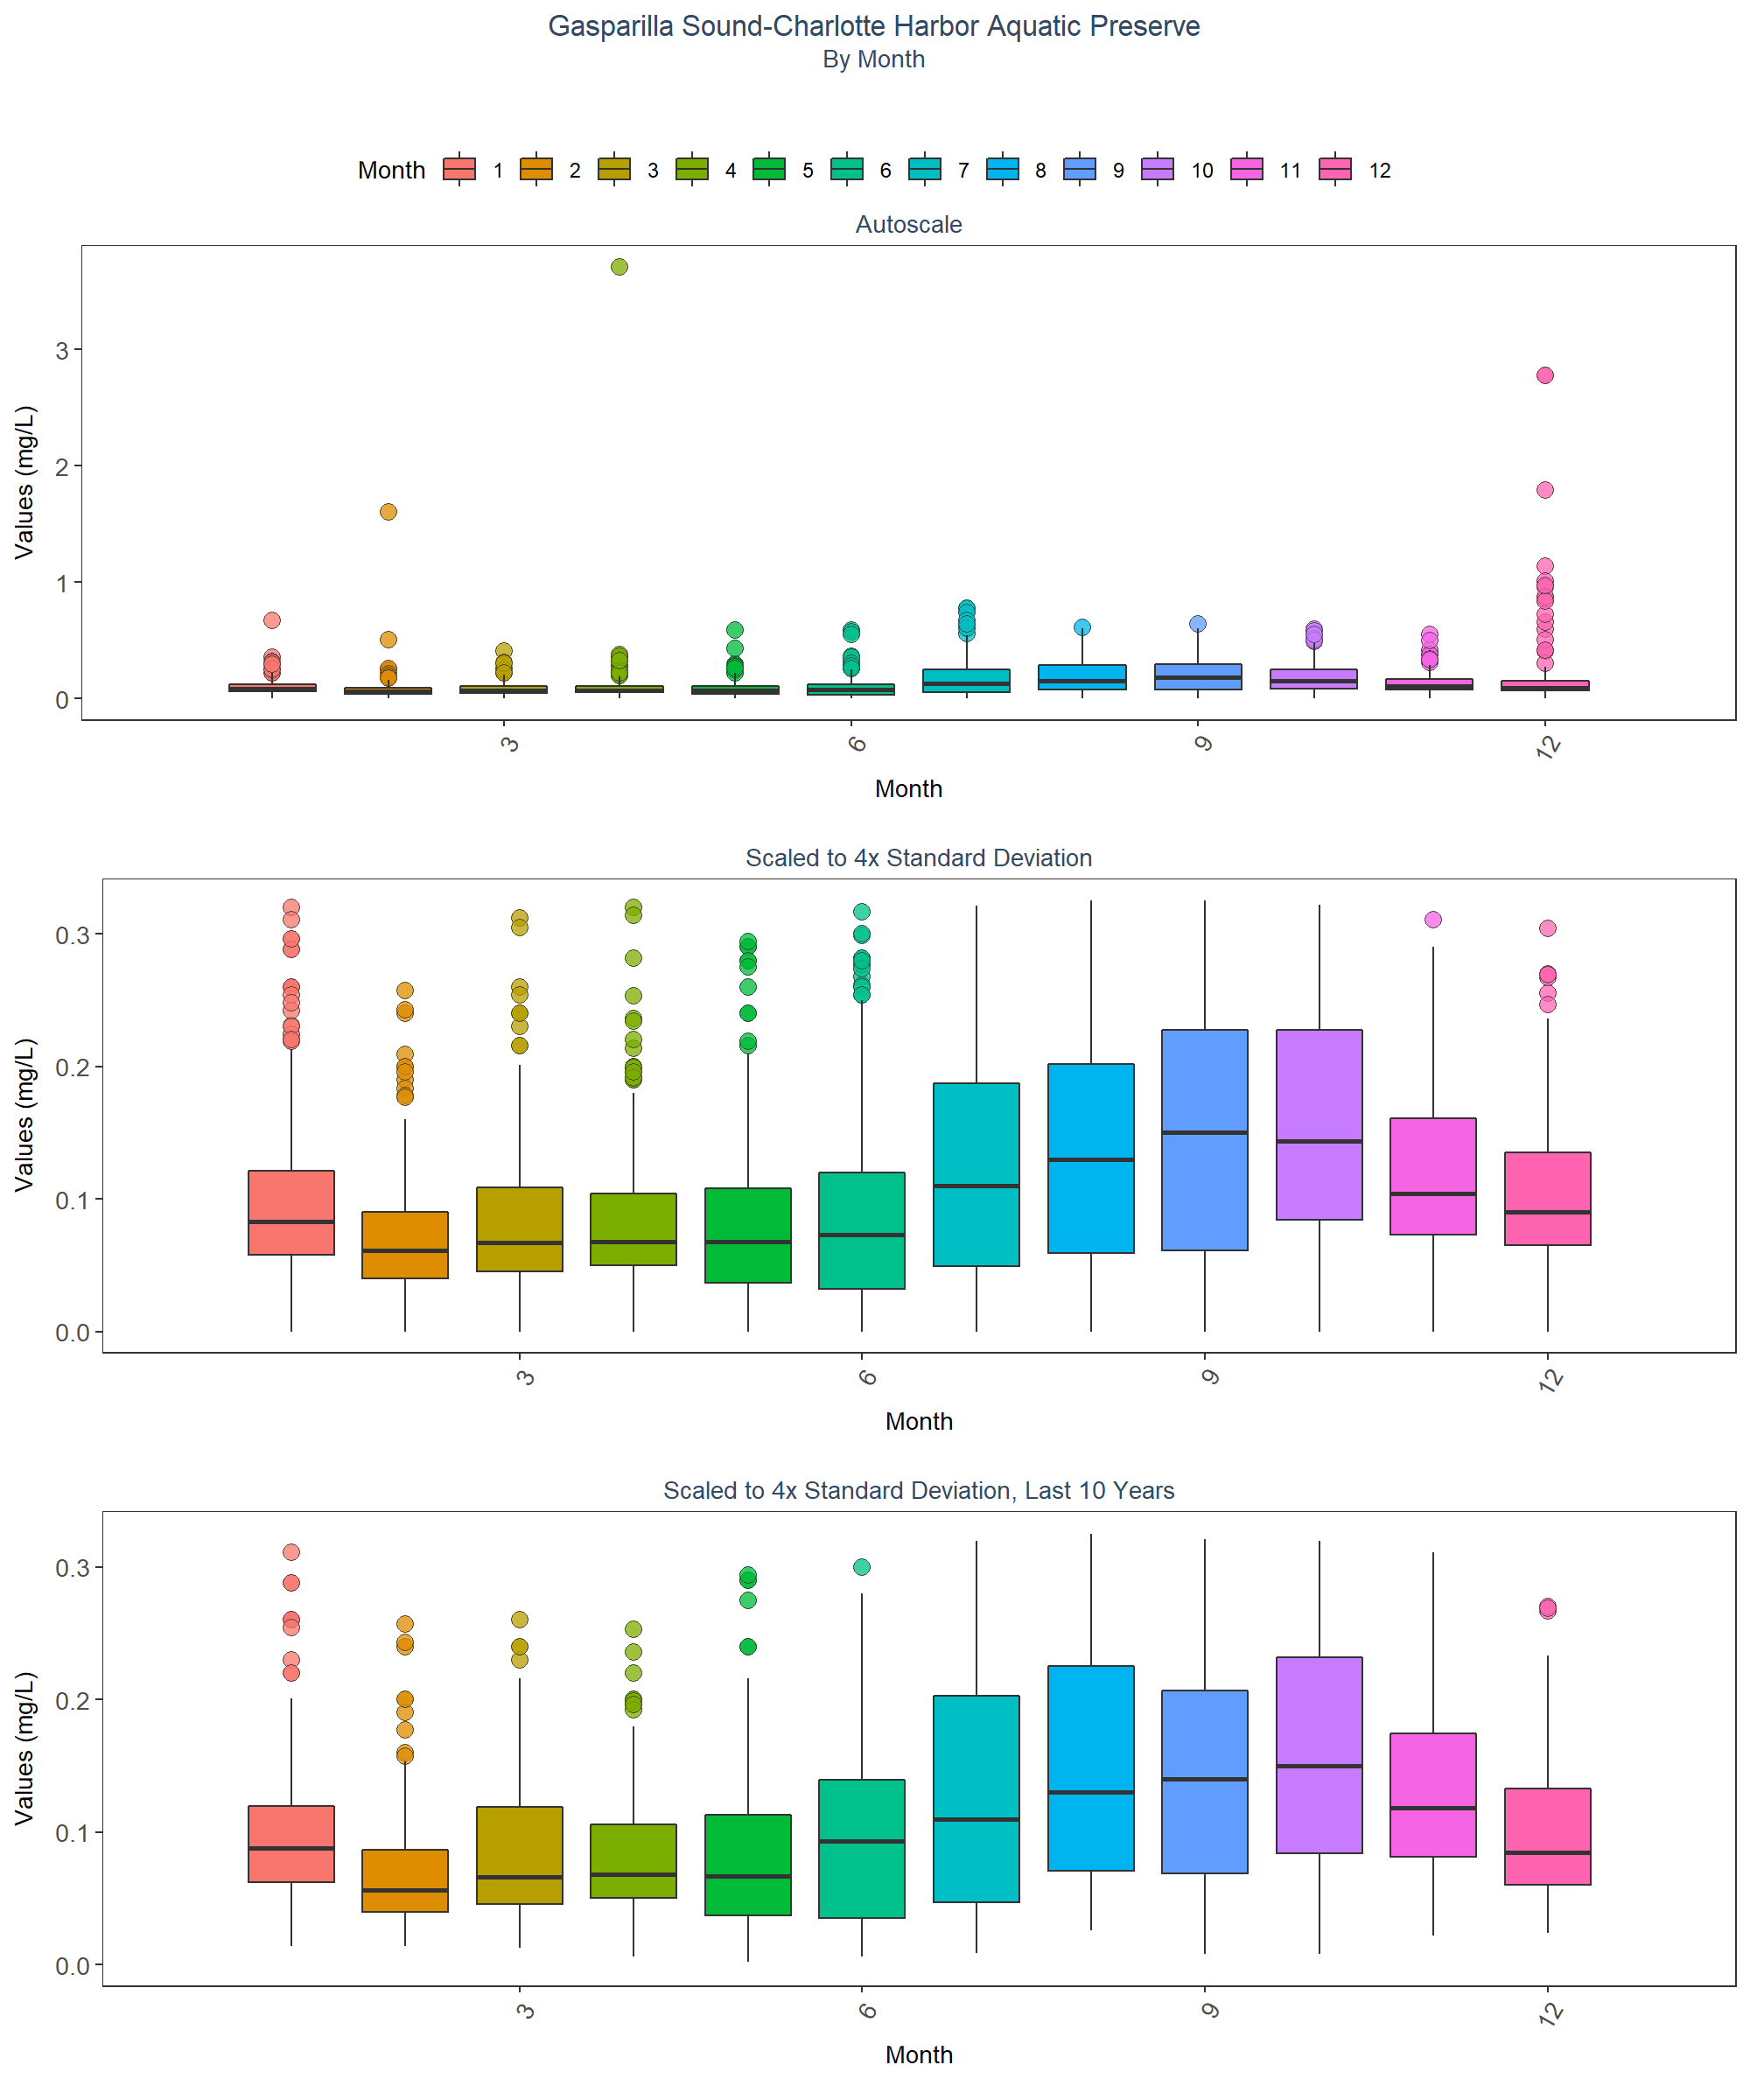 Gasparilla Sound-Charlotte Harbor Aquatic Preserve
By Month
Month 1 2 3 4 5 6 7 8 9 10 11 12
Autoscale
Values (mg/L)
3
2
1
0
3 6 9 12
Month
Scaled to 4x Standard Deviation
Values (mg/L)
0.3
0.2
0.1
0.0
3 6 9 12
Month
Scaled to 4x Standard Deviation, Last 10 Years
Values (mg/L)
0.3
0.2
0.1
0.0
3 6 9 12
Month